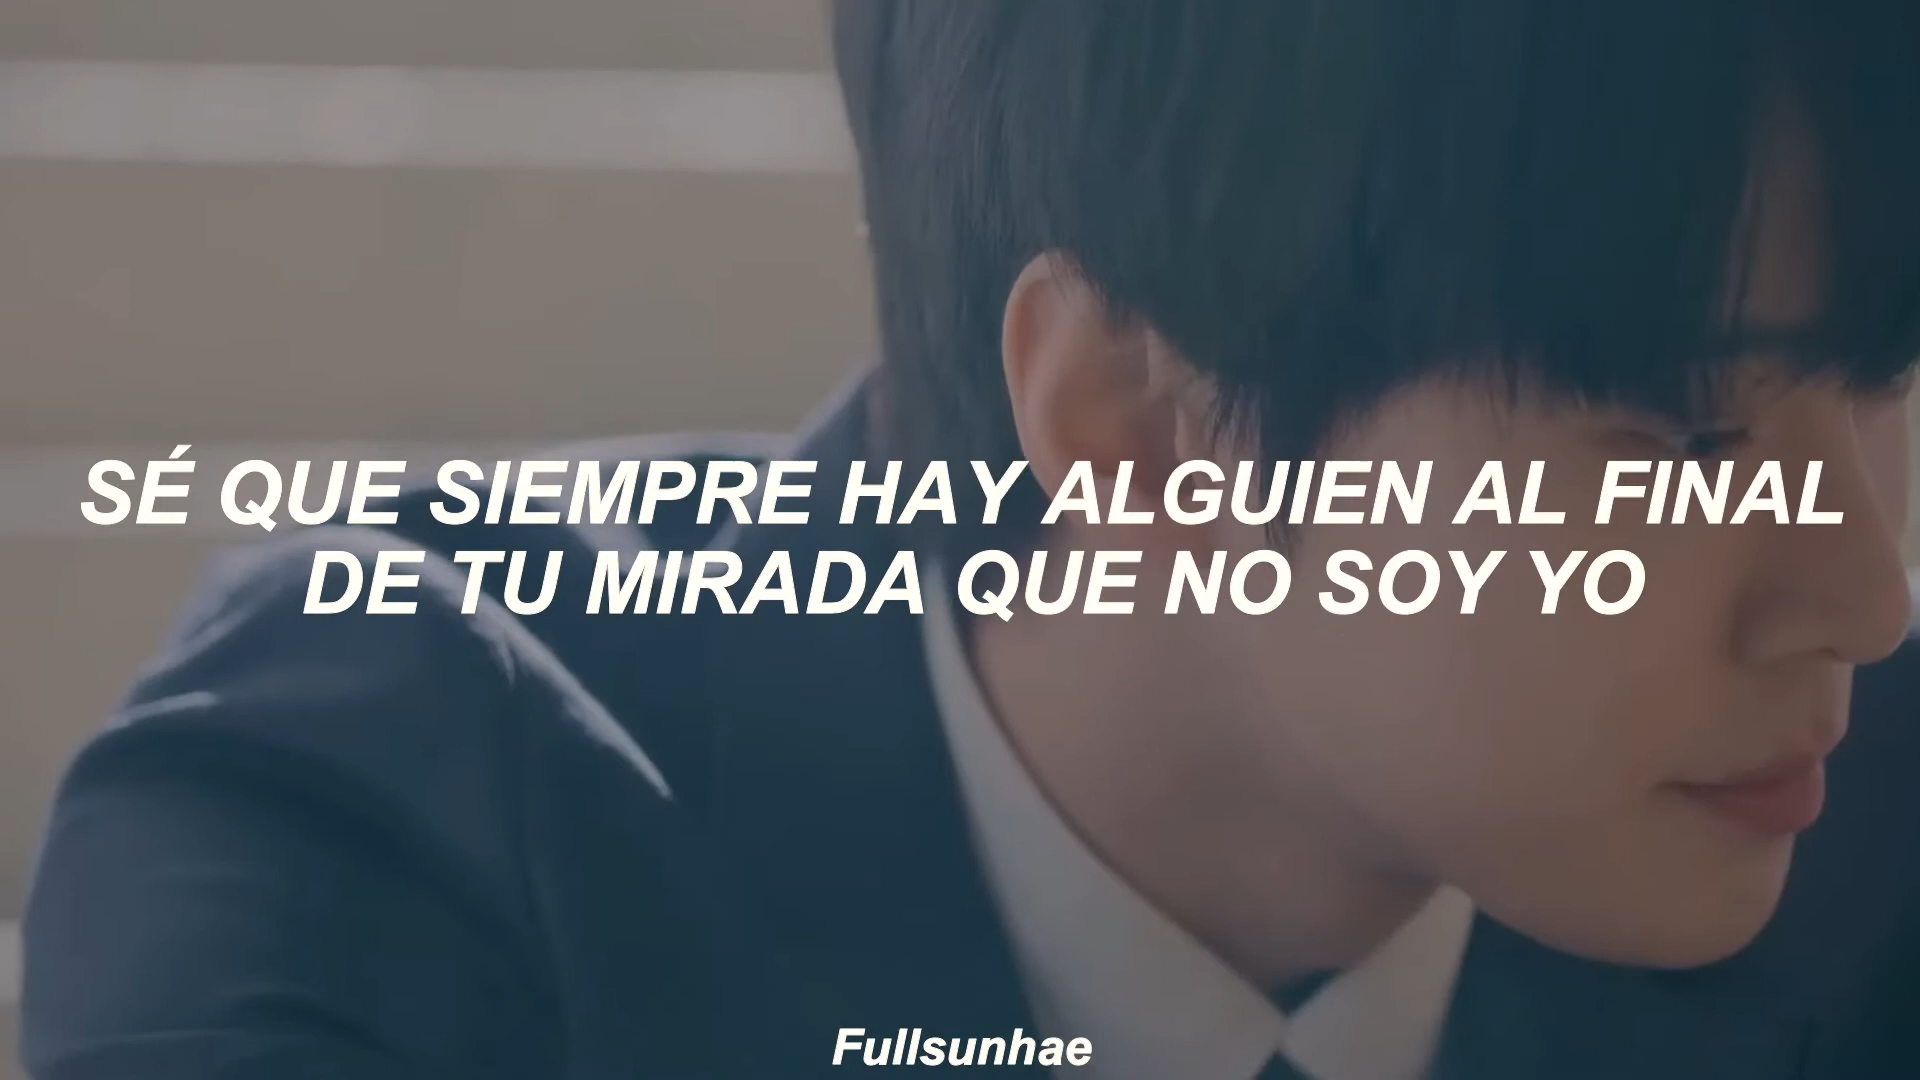 SÉ QUE SIEMPRE HAY ALGUIEN AL FINAL
DE TU MIRADA QUE NO SOY YO
Fullsunhae